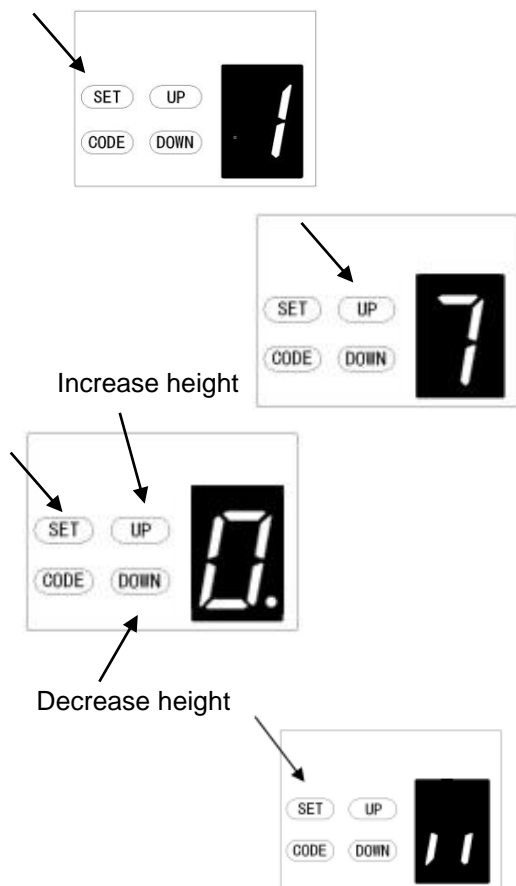 SET UP
CODE DOWN
1
SET UP
CODE DOWN
7
Increase height
SET UP
CODE DOWN
0.
Decrease height
SET UP
CODE DOWN